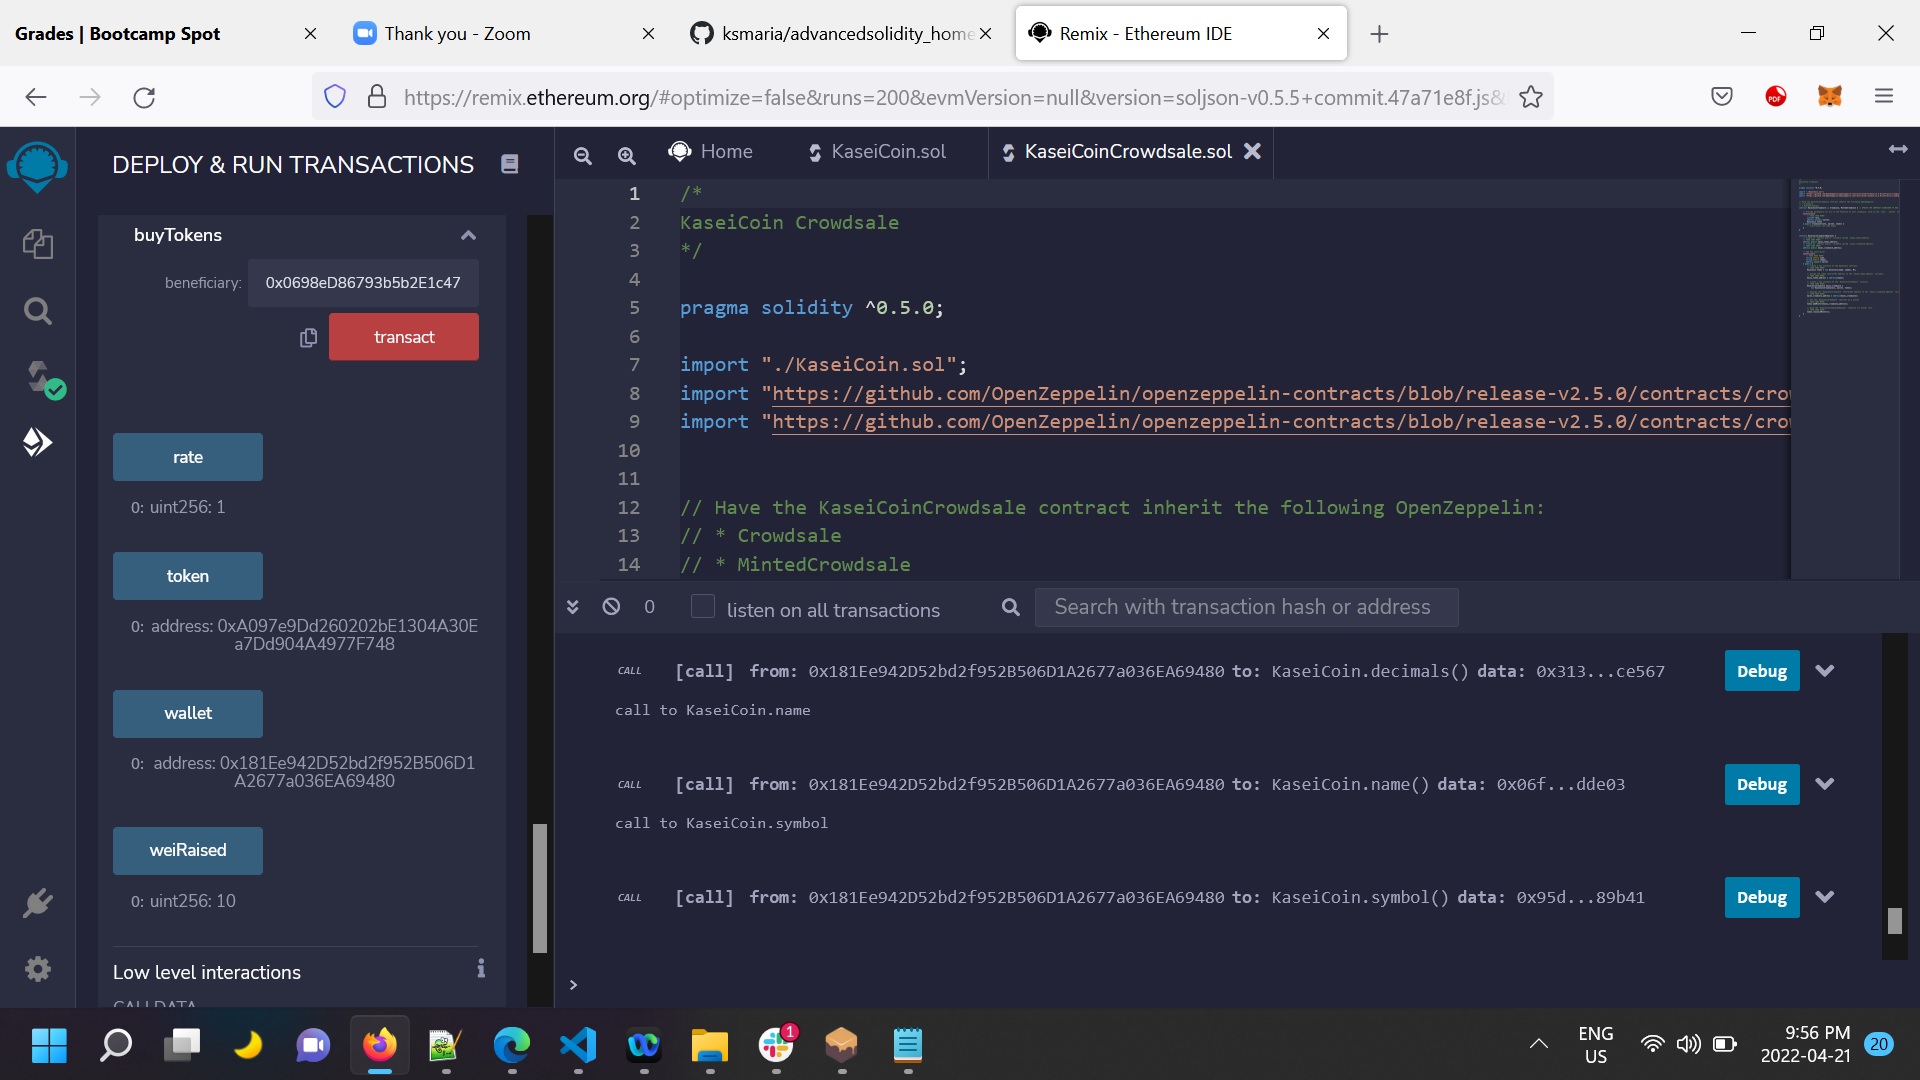 Grades | Bootcamp Spot
Thank you - Zoom
ksmaria/advancedsolidity_home
Remix - Ethereum IDE
https://remix.ethereum.org/#optimize=false&runs=200&evmVersion=null&version=soljson-v0.5.5+commit.47a71e8f.js&
PDF
DEPLOY & RUN TRANSACTIONS
buyTokens
beneficiary: 0x0698eD86793b5b2E1c47
transact
rate
0: uint256: 1
token
0: address: 0xA097e9Dd260202bE1304A30E
a7Dd904A4977F748
wallet
0: address: 0x181Ee942D52bd2f952B506D1
A2677a036EA69480
weiRaised
0: uint256: 10
Low level interactions
CALLDATA
Home
KaseiCoin.sol
KaseiCoinCrowdsale.sol
1 /*
2 KaseiCoin Crowdsale
3 */
4
5 pragma solidity ^0.5.0;
6
7 import "./KaseiCoin.sol";
8 import "https://github.com/OpenZeppelin/openzeppelin-contracts/blob/release-v2.5.0/contracts/cro
9 import "https://github.com/OpenZeppelin/openzeppelin-contracts/blob/release-v2.5.0/contracts/cro
10
11
12 // Have the KaseiCoinCrowdsale contract inherit the following OpenZeppelin:
13 // * Crowdsale
14 // * MintedCrowdsale
0
listen on all transactions
Search with transaction hash or address
CALL [call] from: 0x181Ee942D52bd2f952B506D1A2677a036EA69480 to: KaseiCoin.decimals() data: 0x313...ce567 Debug
call to KaseiCoin.name
CALL [call] from: 0x181Ee942D52bd2f952B506D1A2677a036EA69480 to: KaseiCoin.name() data: 0x06f...dde03 Debug
call to KaseiCoin.symbol
CALL [call] from: 0x181Ee942D52bd2f952B506D1A2677a036EA69480 to: KaseiCoin.symbol() data: 0x95d...89b41 Debug
>
1
ENG
US
9:56 PM
2022-04-21
20